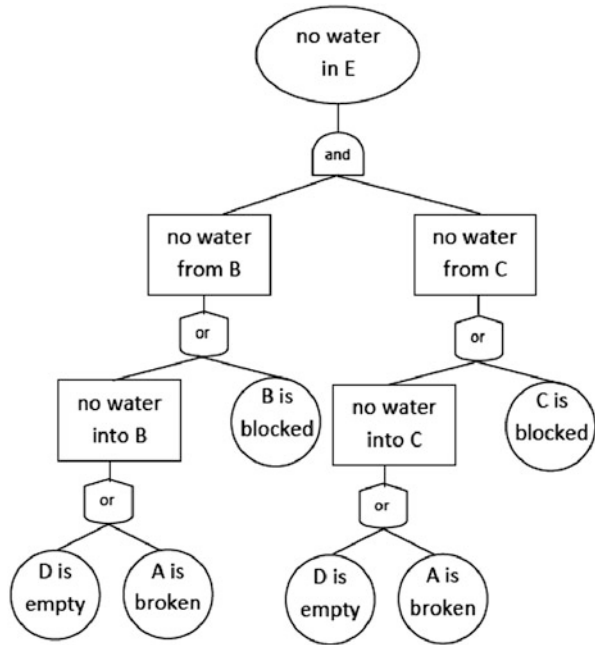 no water
in E
and
no water
from B
no water
from C
or
or
no water
into B
B is
blocked
no water
into C
C is
blocked
or
or
D is
empty
A is
broken
D is
empty
A is
broken